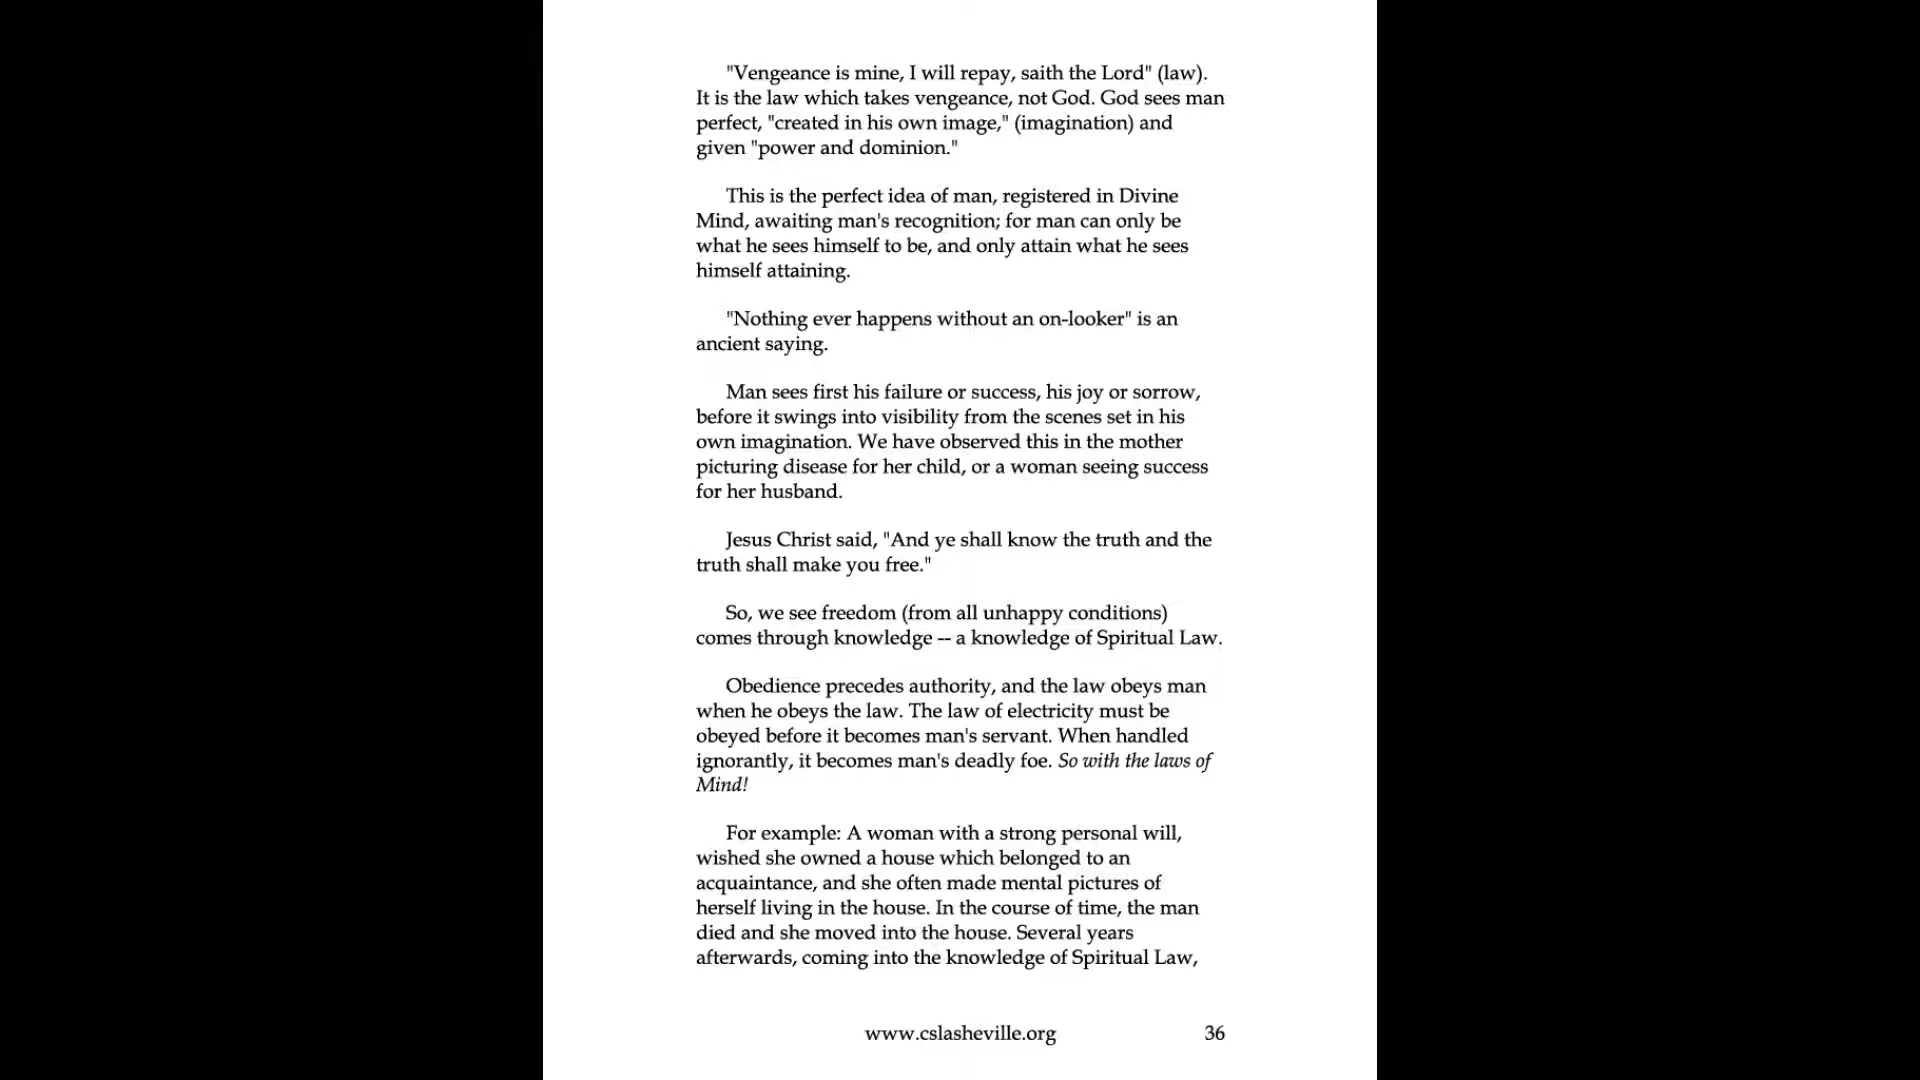 "Vengeance is mine, I will repay, saith the Lord" (law).
It is the law which takes vengeance, not God. God sees man
perfect, "created in his own image," (imagination) and
given "power and dominion."
This is the perfect idea of man, registered in Divine
Mind, awaiting man's recognition; for man can only be
what he sees himself to be, and only attain what he sees
himself attaining.
"Nothing ever happens without an on-looker" is an
ancient saying.
Man sees first his failure or success, his joy or sorrow,
before it swings into visibility from the scenes set in his
own imagination. We have observed this in the mother
picturing disease for her child, or a woman seeing success
for her husband.
Jesus Christ said, "And ye shall know the truth and the
truth shall make you free."
So, we see freedom (from all unhappy conditions)
comes through knowledge -- a knowledge of Spiritual Law.
Obedience precedes authority, and the law obeys man
when he obeys the law. The law of electricity must be
obeyed before it becomes man's servant. When handled
ignorantly, it becomes man's deadly foe. So with the laws of
Mind!
For example: A woman with a strong personal will,
wished she owned a house which belonged to an
acquaintance, and she often made mental pictures of
herself living in the house. In the course of time, the man
died and she moved into the house. Several years
afterwards, coming into the knowledge of Spiritual Law,
www.cslasheville.org 36